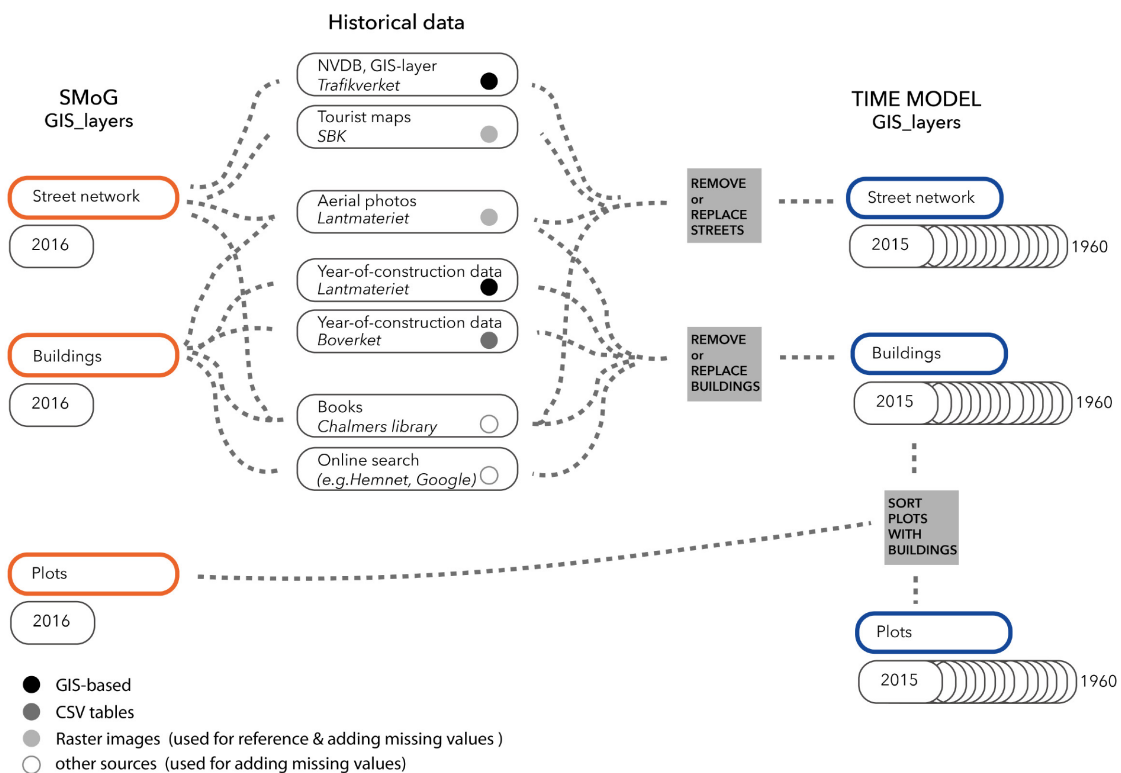 Historical data
SMoG
GIS_layers
Street network
2016
Buildings
2016
Plots
2016
NVDB, GIS-layer
Trafikverket
Tourist maps
SBK
Aerial photos
Lantmateriet
Year-of-construction data
Lantmateriet
Year-of-construction data
Boverket
Books
Chalmers library
Online search
(e.g.Hemnet, Google)
REMOVE
or
REPLACE
STREETS
REMOVE
or
REPLACE
BUILDINGS
TIME MODEL
GIS_layers
Street network
2015
1960
Buildings
2015
1960
SORT
PLOTS
WITH
BUILDINGS
Plots
2015
1960
GIS-based
CSV tables
Raster images (used for reference & adding missing values )
other sources (used for adding missing values)